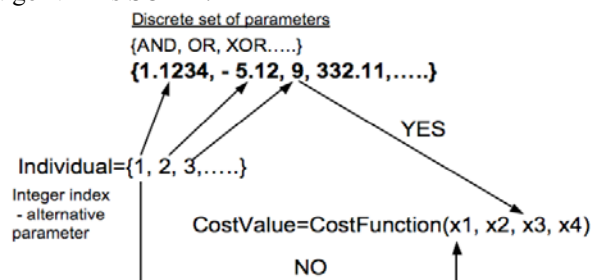 Discrete set of parameters
{AND, OR, XOR.....}
{1.1234, - 5.12, 9, 332.11,.....}
YES
Individual={1, 2, 3,.....}
Integer index
- alternative
parameter
CostValue=CostFunction(x1, x2, x3, x4)
NO